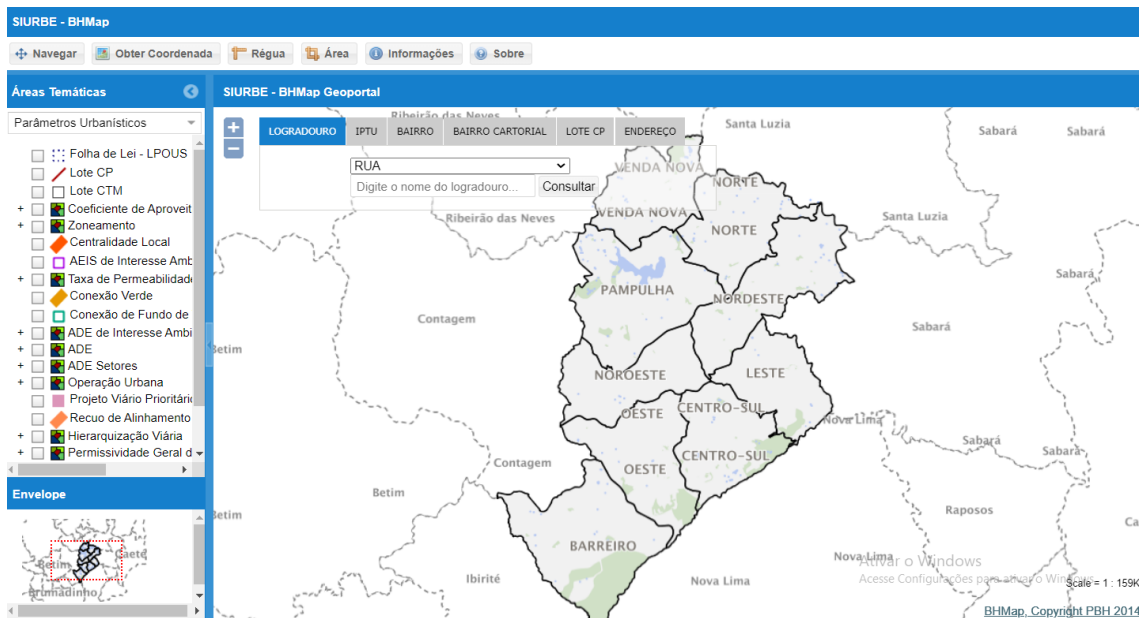 SIURBE - BHMap
Navegar Obter Coordenada Régua Área Informações Sobre
Áreas Temáticas
Parâmetros Urbanísticos
Folha de Lei - LPOUS
Lote CP
Lote CTM
+ Coeficiente de Aproveit
+ Zoneamento
Centralidade Local
AEIS de Interesse Amb
+ Taxa de Permeabilidad
Conexão Verde
Conexão de Fundo de
+ ADE de Interesse Ambi
+ ADE
+ ADE Setores
+ Operação Urbana
Projeto Viário Prioritári
Recuo de Alinhamento
+ Hierarquização Viária
+ Permissividade Geral d
Envelope
Betim
Caeté
Brumadinho
SIURBE - BHMap Geoportal
+
−
LOGRADOURO IPTU BAIRRO BAIRRO CARTORIAL LOTE CP ENDEREÇO
RUA
Digite o nome do logradouro... Consultar
Ribeirão das Neves
Santa Luzia
Sabará
Sabará
VENDA NOVA
NORTE
Ribeirão das Neves
VENDA NOVA
Santa Luzia
NORTE
Sabará
PAMPULHA
NORDESTE
Contagem
Sabará
Betim
NOROESTE
LESTE
OESTE
CENTRO-SUL
Nova Lima
Sabará
Sabará
Contagem
OESTE
CENTRO-SUL
Betim
Betim
Raposos
Ca
BARREIRO
Nova Lima
Ibirité
Nova Lima
Ativar o Windows
Acesse Configurações para ativar o Windows.
Scale = 1 : 159K
BHMap, Copyright PBH 2014